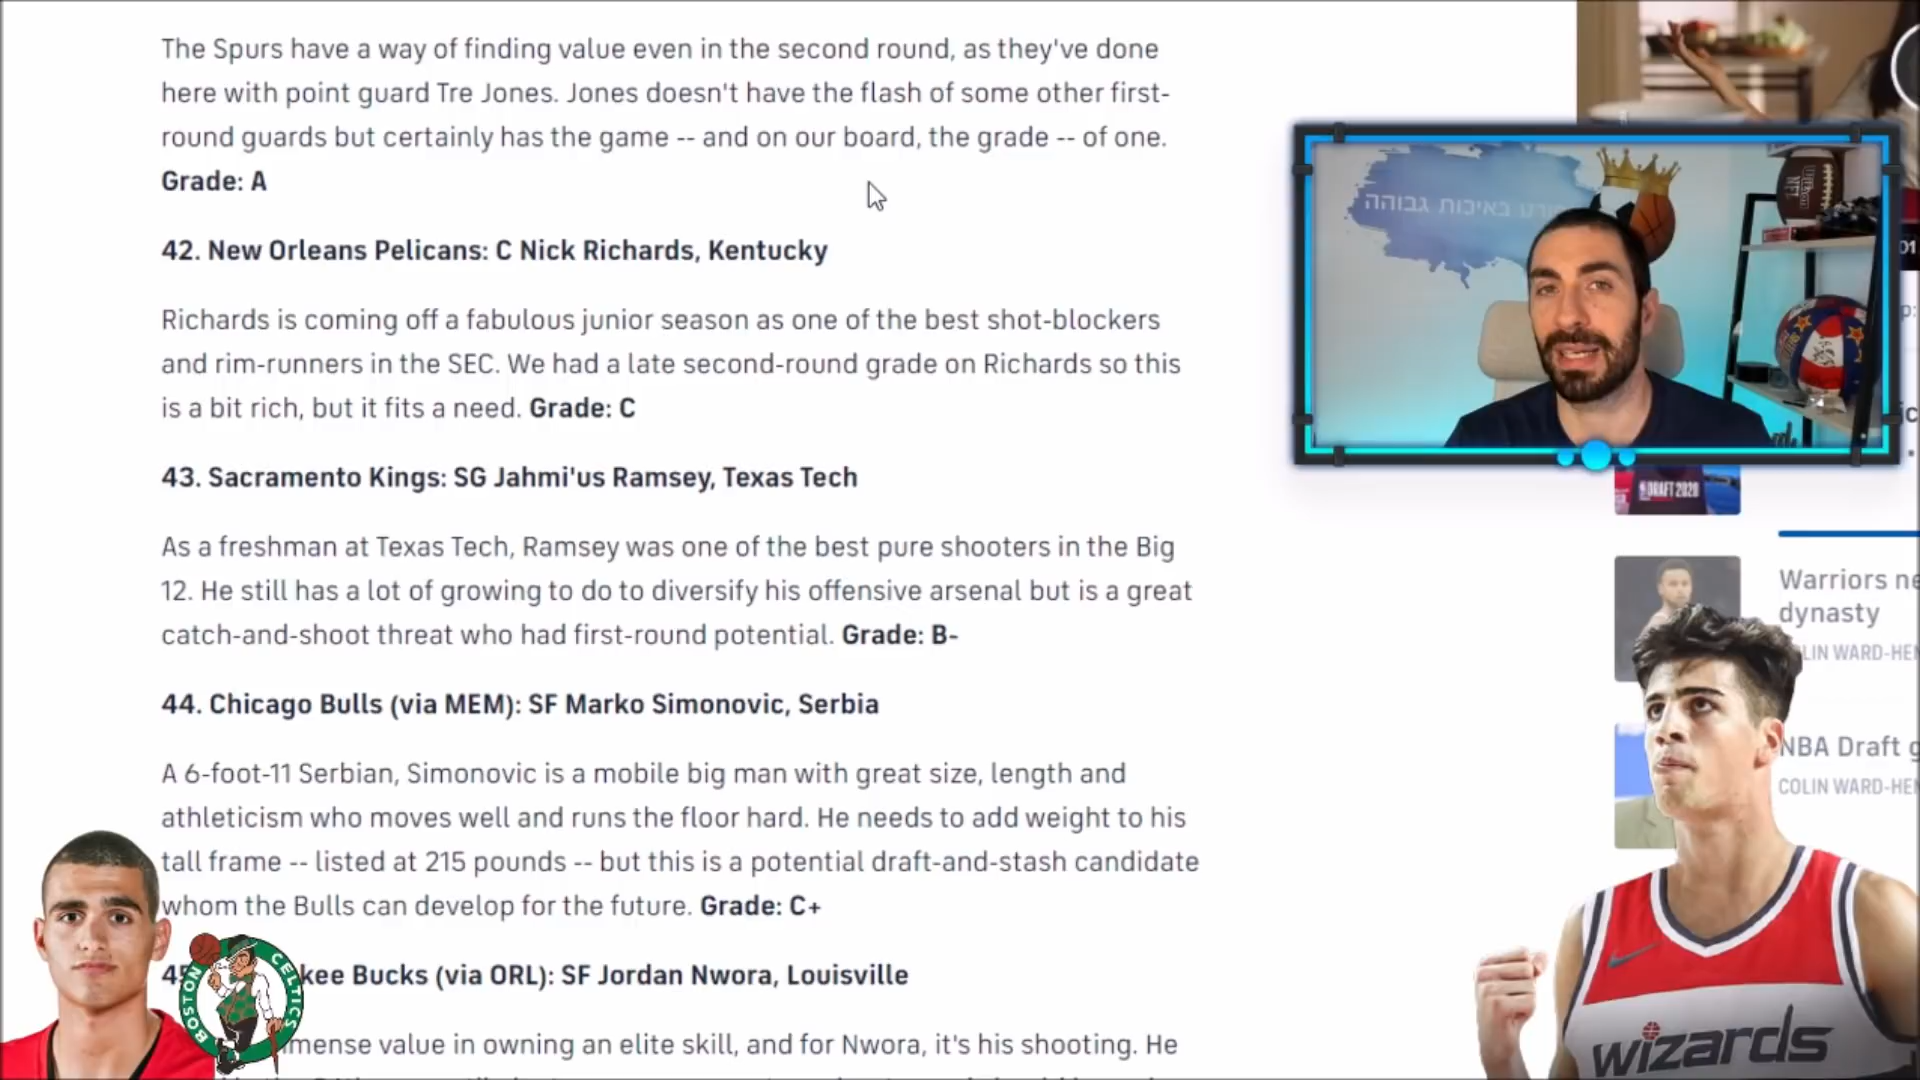 The Spurs have a way of finding value even in the second round, as they've done
here with point guard Tre Jones. Jones doesn't have the flash of some other first-
round guards but certainly has the game -- and on our board, the grade -- of one.
Grade: A
42. New Orleans Pelicans: C Nick Richards, Kentucky
Richards is coming off a fabulous junior season as one of the best shot-blockers
and rim-runners in the SEC. We had a late second-round grade on Richards so this
is a bit rich, but it fits a need. Grade: C
43. Sacramento Kings: SG Jahmi'us Ramsey, Texas Tech
As a freshman at Texas Tech, Ramsey was one of the best pure shooters in the Big
12. He still has a lot of growing to do to diversify his offensive arsenal but is a great
catch-and-shoot threat who had first-round potential. Grade: B-
44. Chicago Bulls (via MEM): SF Marko Simonovic, Serbia
A 6-foot-11 Serbian, Simonovic is a mobile big man with great size, length and
athleticism who moves well and runs the floor hard. He needs to add weight to his
tall frame -- listed at 215 pounds -- but this is a potential draft-and-stash candidate
whom the Bulls can develop for the future. Grade: C+
kee Bucks (via ORL): SF Jordan Nwora, Louisville
mense value in owning an elite skill, and for Nwora, it's his shooting. He
באיכות גבוהה
NFL
01
DRAFT 2020
Warriors ne
dynasty
LIN WARD-HE
NBA Draft g
COLIN WARD-HE
BOSTON CELTICS
wizards